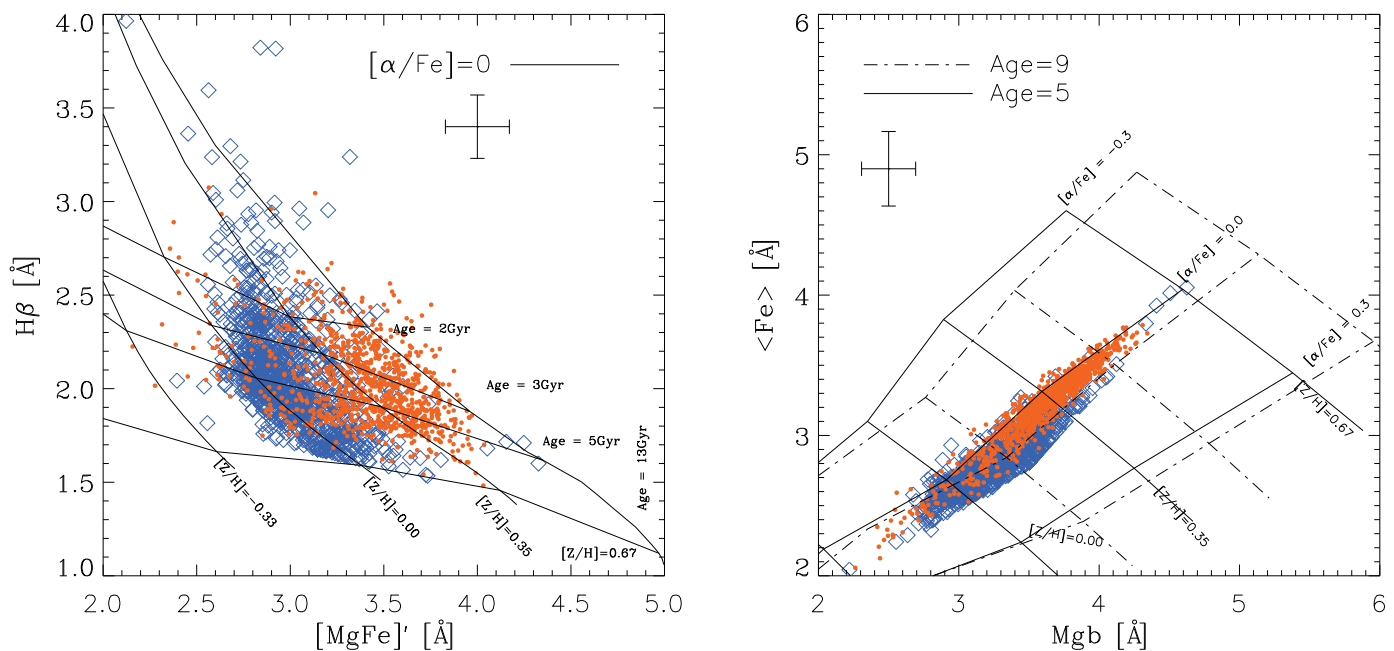 [α/Fe]=0
Age = 2Gyr
Age = 3Gyr
Age = 5Gyr
Age = 13Gyr
[Z/H]=-0.33
[Z/H]=0.00
[Z/H]=0.35
[Z/H]=0.67
4.0
3.5
3.0
2.5
2.0
1.5
1.0
Hβ [Å]
2.0
2.5
3.0
3.5
4.0
4.5
5.0
[MgFe]' [Å]
Age=9
Age=5
[α/Fe] = -0.3
[α/Fe] = 0.0
[α/Fe] = 0.3
[Z/H]=0.67
[Z/H]=0.35
[Z/H]=0.00
6
5
4
3
2
<Fe> [Å]
2
3
4
5
6
Mgb [Å]